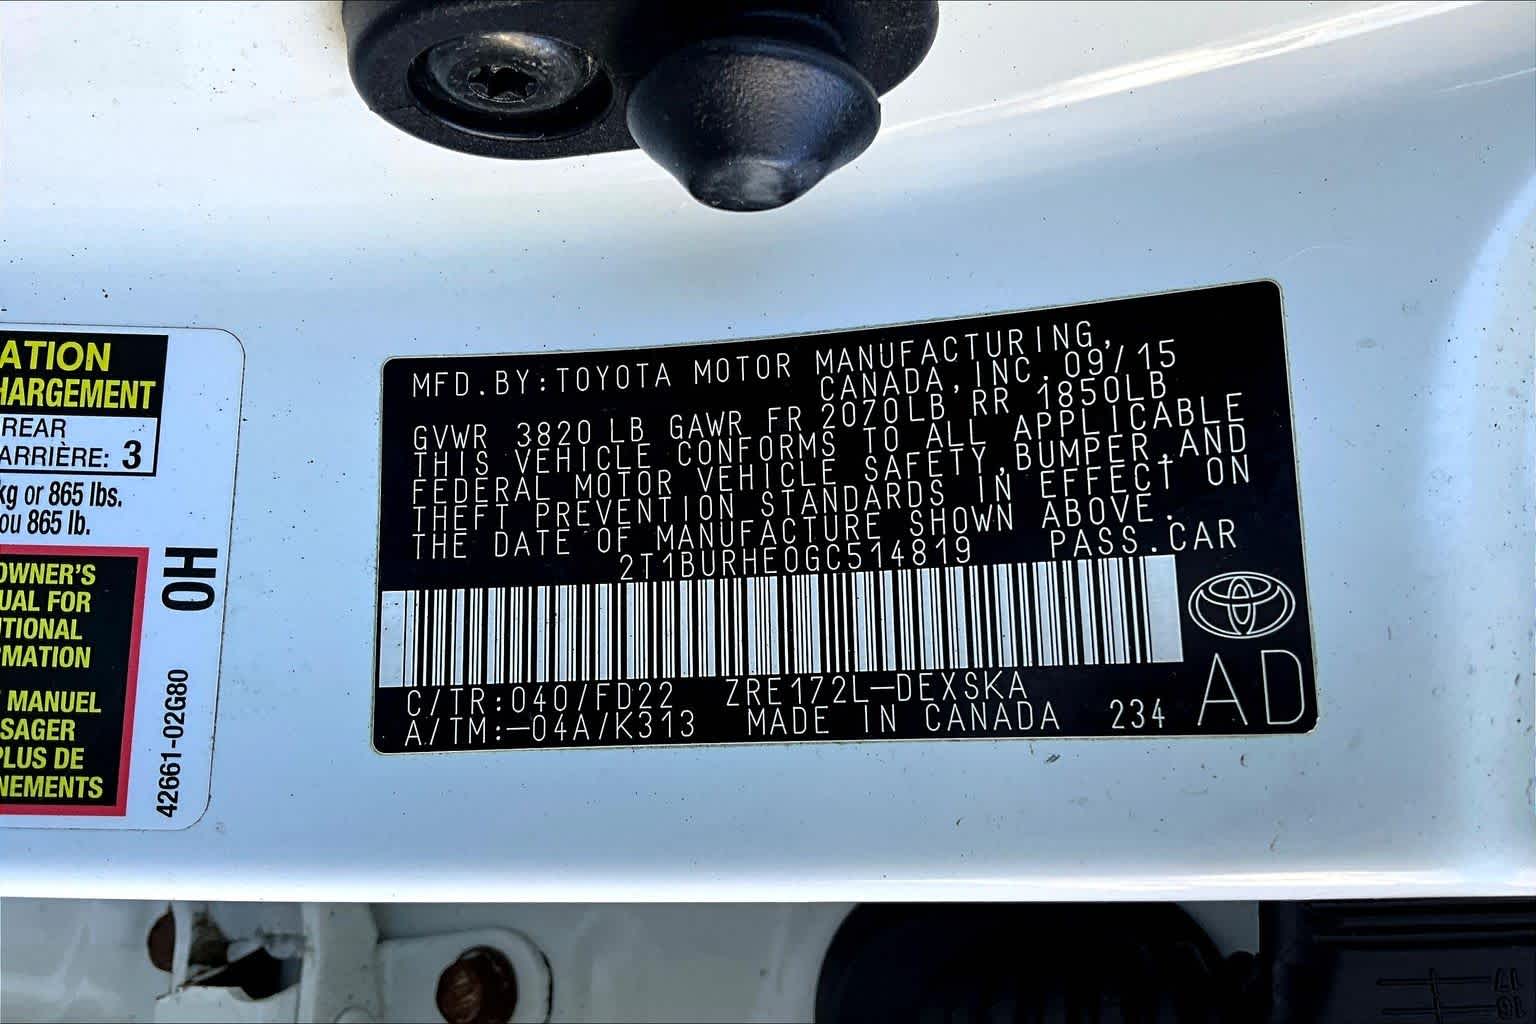 ATION
HARGEMENT
REAR
ARRIÈRE: 3
kg or 865 lbs.
ou 865 lb.
OWNER'S
UAL FOR
ITIONAL
RMATION
MANUEL
SAGER
PLUS DE
NEMENTS
0H
42661-02G80
MFD.BY:TOYOTA MOTOR MANUFACTURING,
CANADA,INC.09/15
GVWR 3820 LB GAWR FR 2070LB RR 1850LB
THIS VEHICLE CONFORMS TO ALL APPLICABLE
FEDERAL MOTOR VEHICLE SAFETY,BUMPER,AND
THEFT PREVENTION STANDARDS IN EFFECT ON
THE DATE OF MANUFACTURE SHOWN ABOVE.
2T1BURHE0GC514819 PASS.CAR
C/TR:040/FD22 ZRE172L-DEXSKA
A/TM:-04A/K313 MADE IN CANADA 234
AD
17
16